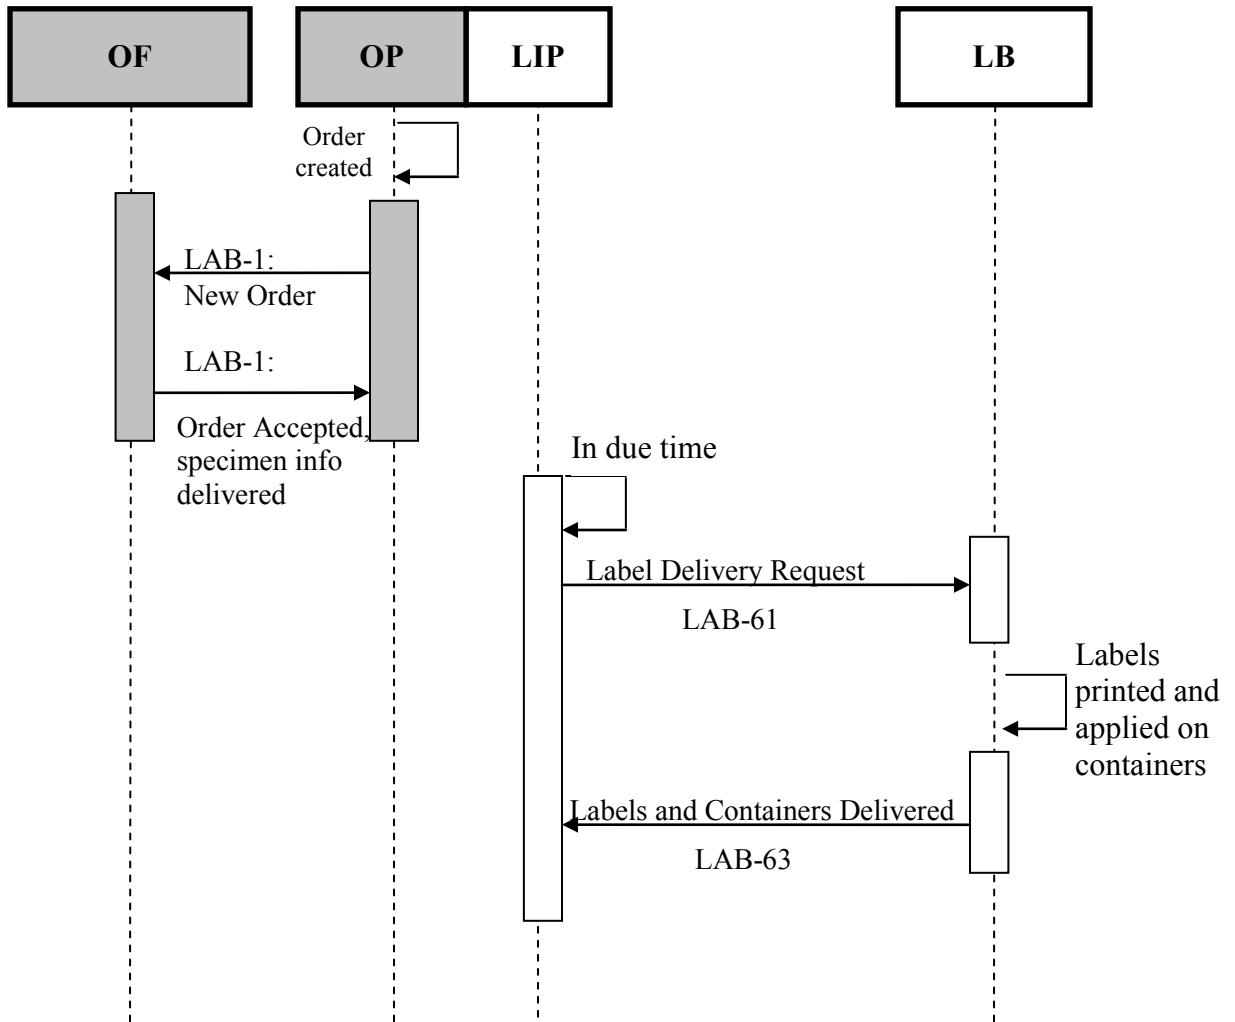 OF
OP
LIP
LB
Order
created
LAB-1:
New Order
LAB-1:
Order Accepted,
specimen info
delivered
In due time
Label Delivery Request
LAB-61
Labels
printed and
applied on
containers
Labels and Containers Delivered
LAB-63